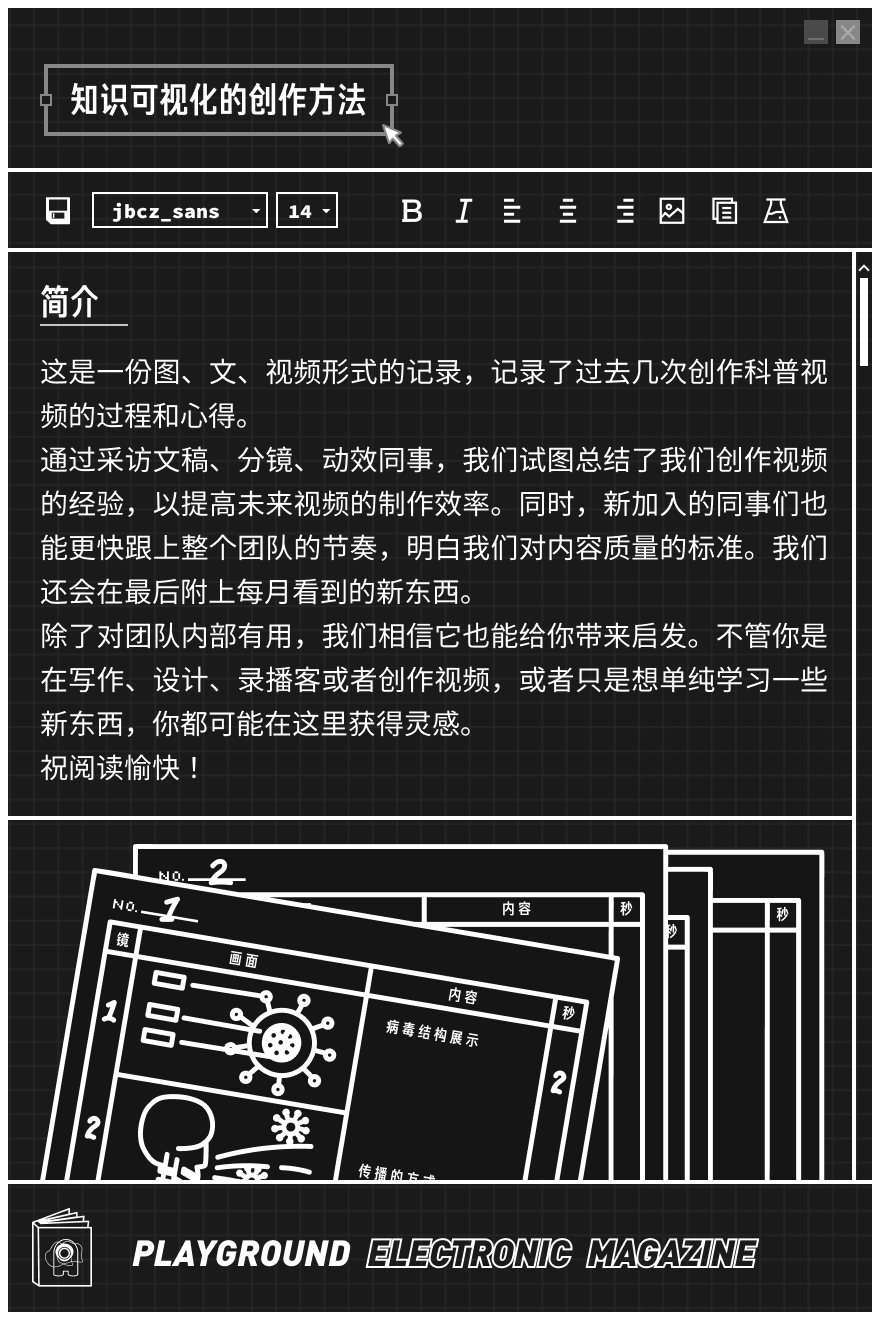 知识可视化的创作方法
jbcz_sans 14 B I
简介
这是一份图、文、视频形式的记录，记录了过去几次创作科普视
频的过程和心得。
通过采访文稿、分镜、动效同事，我们试图总结了我们创作视频
的经验，以提高未来视频的制作效率。同时，新加入的同事们也
能更快跟上整个团队的节奏，明白我们对内容质量的标准。我们
还会在最后附上每月看到的新东西。
除了对团队内部有用，我们相信它也能给你带来启发。不管你是
在写作、设计、录播客或者创作视频，或者只是想单纯学习一些
新东西，你都可能在这里获得灵感。
祝阅读愉快！
No. 2
内容 秒
秒
秒
No. 1
镜 画面 内容 秒
1
病毒结构展示
2
2
传播的方式
PLAYGROUND ELECTRONIC MAGAZINE